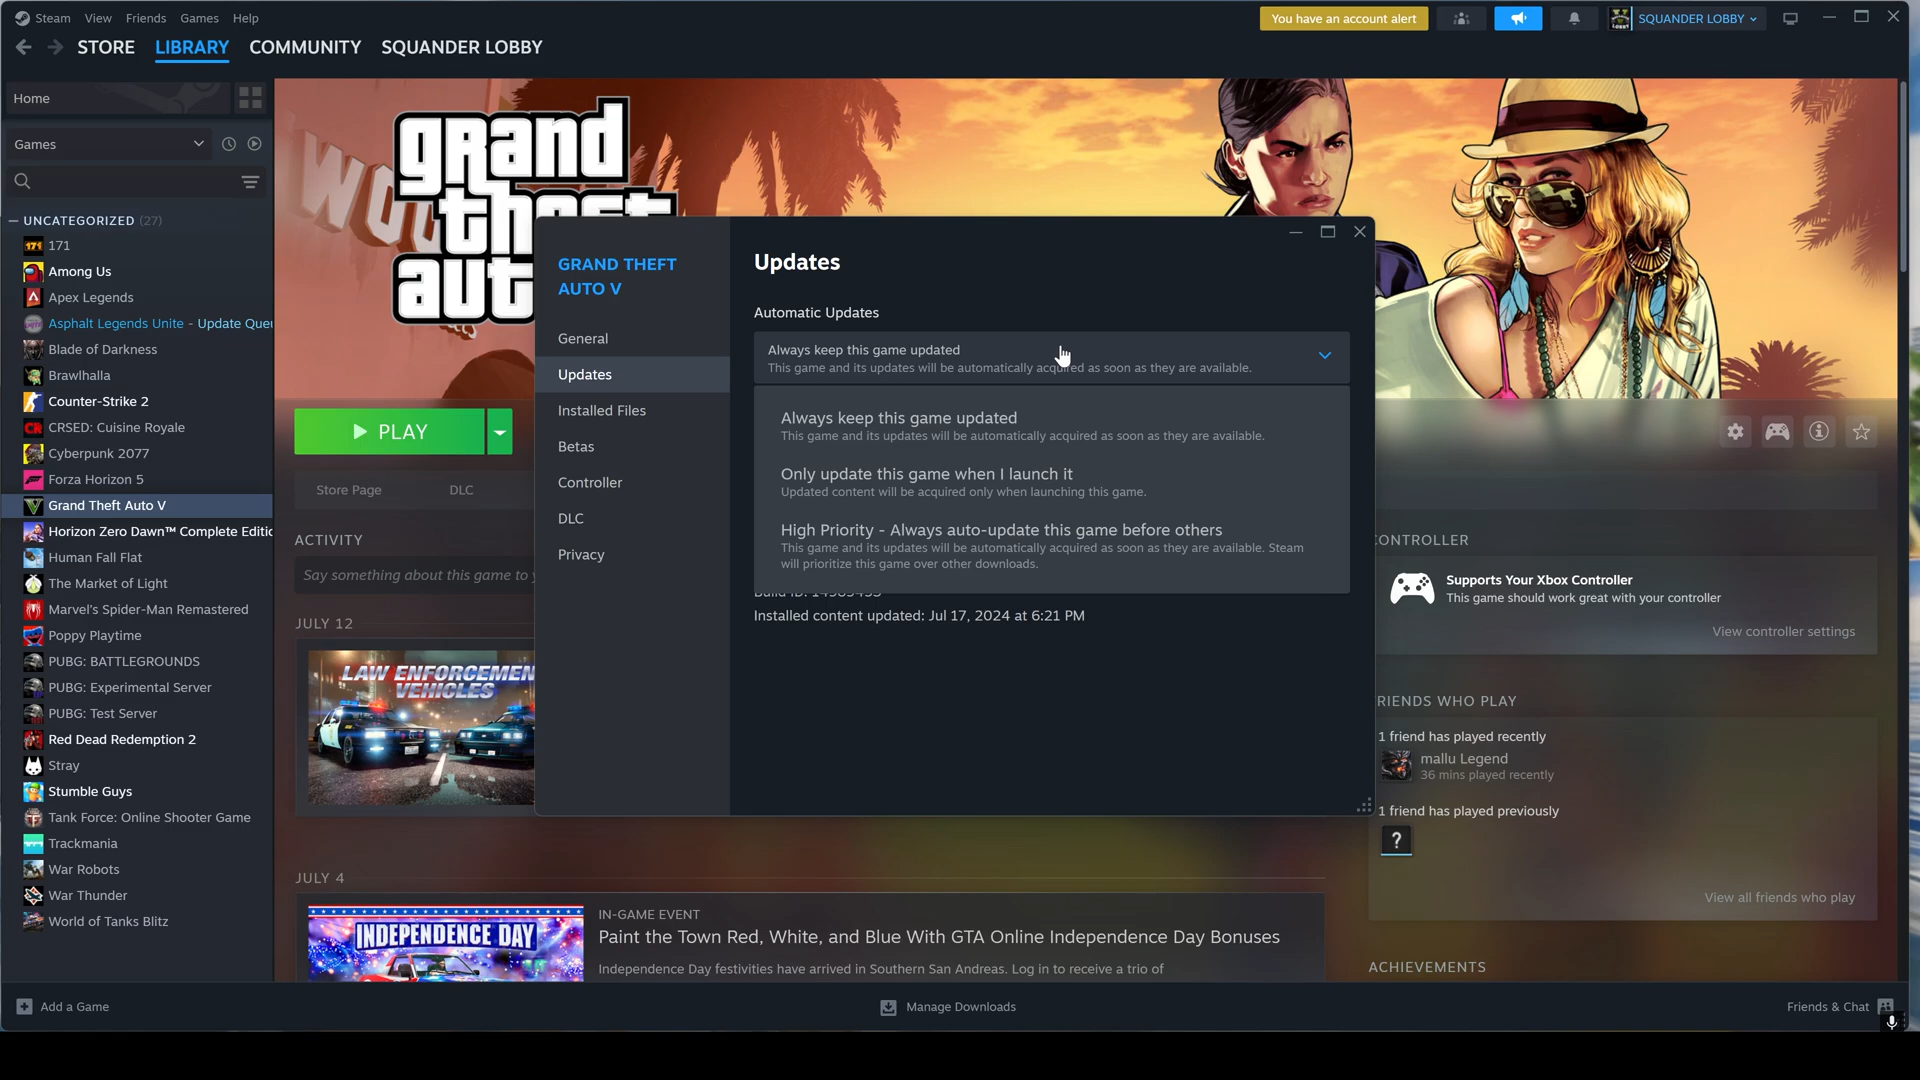 Steam View Friends Games Help
You have an account alert
SQUANDER LOBBY
STORE LIBRARY COMMUNITY SQUANDER LOBBY
Home
Games
UNCATEGORIZED (27)
171
Among Us
Apex Legends
Asphalt Legends Unite - Update Que
Blade of Darkness
Brawlhalla
Counter-Strike 2
CRSED: Cuisine Royale
Cyberpunk 2077
Forza Horizon 5
Grand Theft Auto V
Horizon Zero Dawn™ Complete Editic
Human Fall Flat
The Market of Light
Marvel's Spider-Man Remastered
Poppy Playtime
PUBG: BATTLEGROUNDS
PUBG: Experimental Server
PUBG: Test Server
Red Dead Redemption 2
Stray
Stumble Guys
Tank Force: Online Shooter Game
Trackmania
War Robots
War Thunder
World of Tanks Blitz
grand
theft
aut
PLAY
Store Page DLC
ACTIVITY
Say something about this game to y
JULY 12
LAW ENFORCEMEN
VEHICLES
JULY 4
INDEPENDENCE DAY
IN-GAME EVENT
Paint the Town Red, White, and Blue With GTA Online Independence Day Bonuses
Independence Day festivities have arrived in Southern San Andreas. Log in to receive a trio of
GRAND THEFT
AUTO V
General
Updates
Installed Files
Betas
Controller
DLC
Privacy
Updates
Automatic Updates
Always keep this game updated
This game and its updates will be automatically acquired as soon as they are available.
Always keep this game updated
This game and its updates will be automatically acquired as soon as they are available.
Only update this game when I launch it
Updated content will be acquired only when launching this game.
High Priority - Always auto-update this game before others
This game and its updates will be automatically acquired as soon as they are available. Steam
will prioritize this game over other downloads.
Installed content updated: Jul 17, 2024 at 6:21 PM
ONTROLLER
Supports Your Xbox Controller
This game should work great with your controller
View controller settings
RIENDS WHO PLAY
1 friend has played recently
mallu Legend
36 mins played recently
1 friend has played previously
?
View all friends who play
ACHIEVEMENTS
Add a Game
Manage Downloads
Friends & Chat